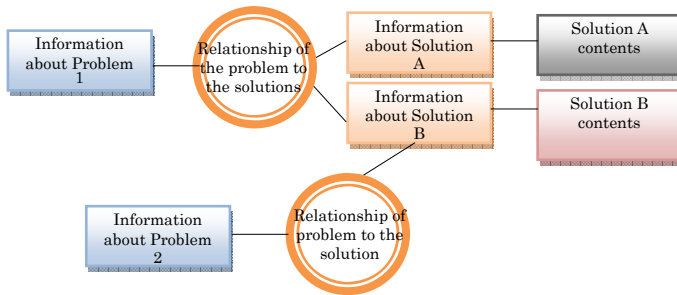 Information
about Problem
1
Relationship of
the problem to
the solutions
Information
about Solution
A
Solution A
contents
Information
about Solution
B
Solution B
contents
Information
about Problem
2
Relationship of
problem to the
solution